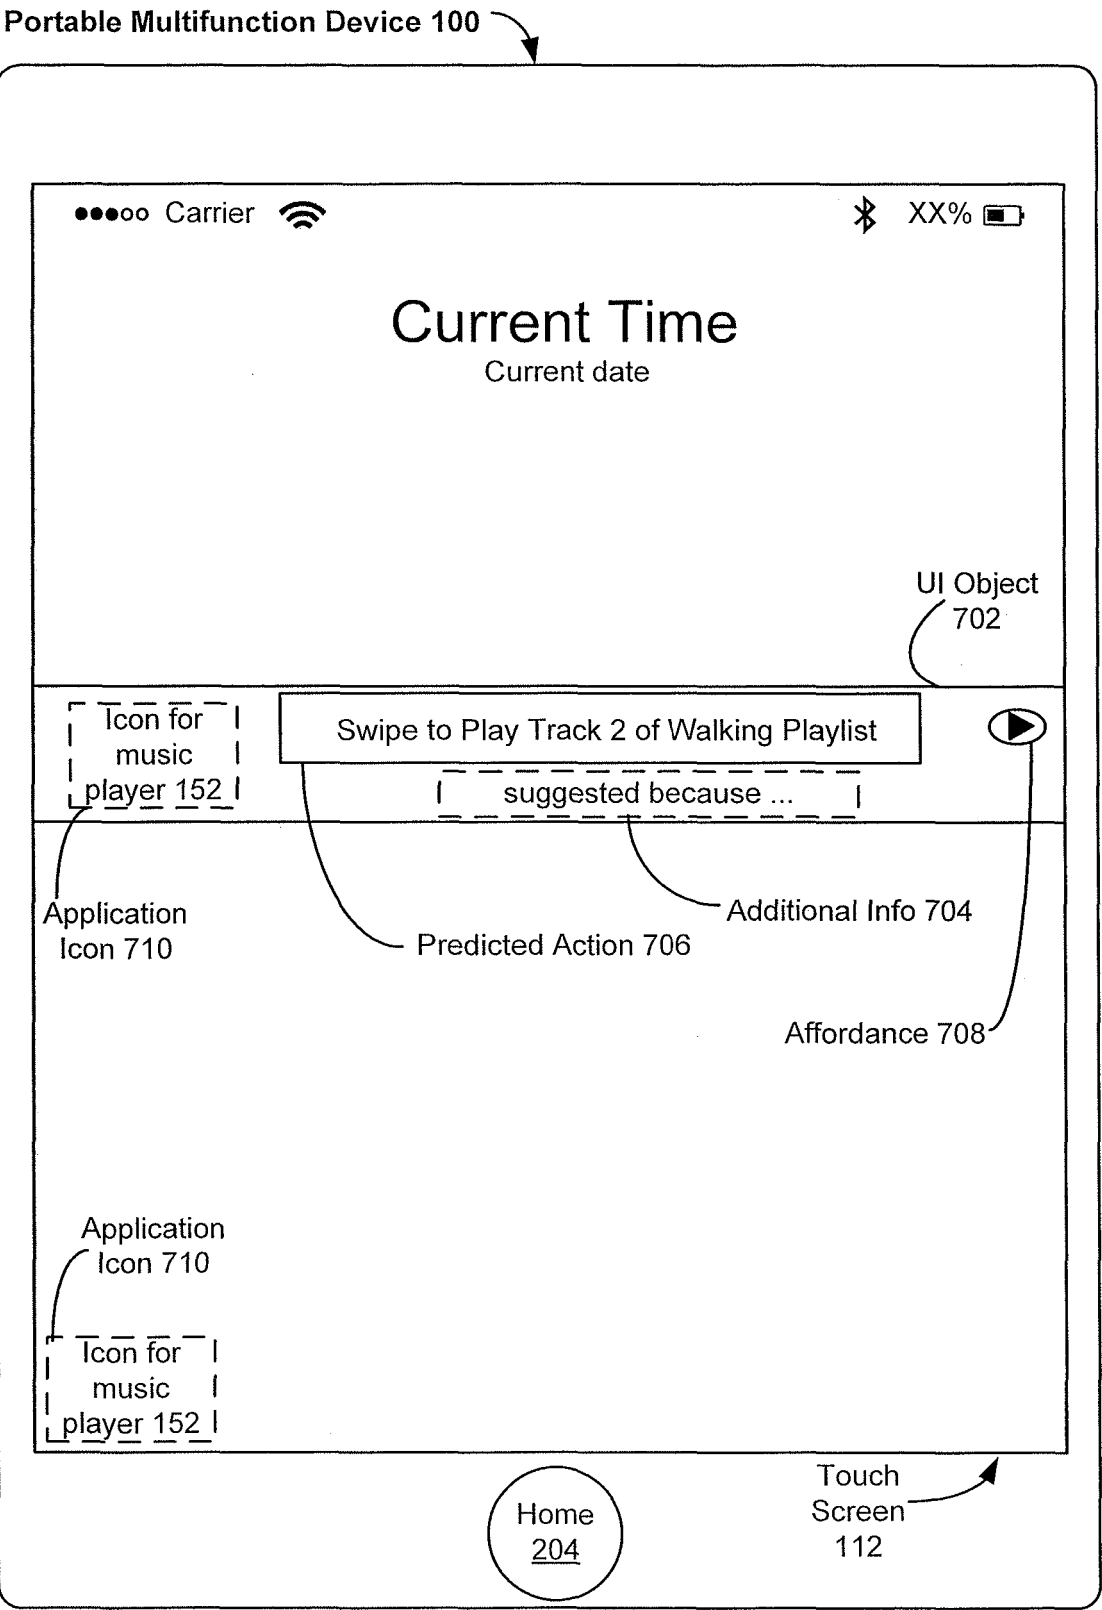 Portable Multifunction Device 100
Carrier
XX%
Current Time
Current date
UI Object
702
Icon for
music
player 152
Swipe to Play Track 2 of Walking Playlist
suggested because ...
Application
Icon 710
Additional Info 704
Predicted Action 706
Affordance 708
Application
Icon 710
Icon for
music
player 152
Home
204
Touch
Screen
112